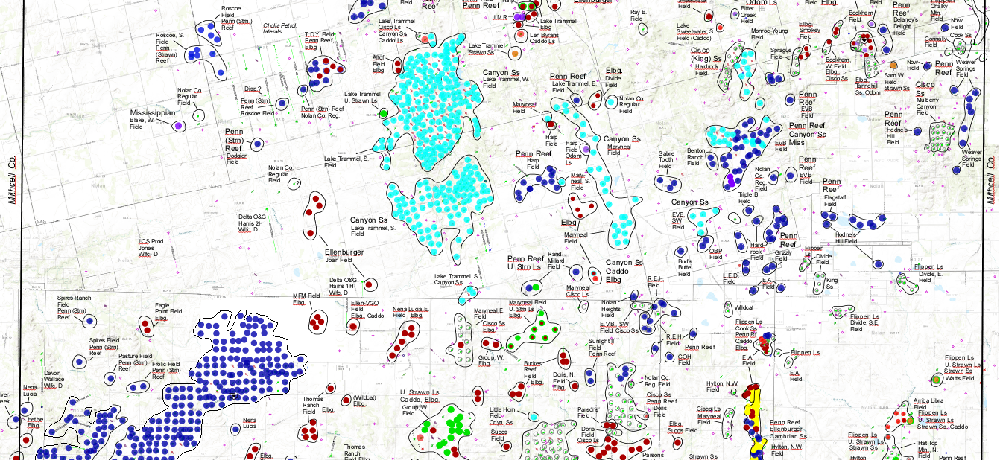 Roscoe
Field
Penn (Stm.)
Reef
Roscoe, S.
Field
Penn
(Strawn)
Reef
Cholla Petrol.
laterals
T.D.Y. Field
Penn Reef,
Elbg.
Lake Trammel
Cisco Ls
Canyon Ss
Caddo Ls
Reef
Penn Reef
J.M.R.
Lake Trammel
Elbg
Len Byrans
Caddo Ls
Lake Trammel
Strawn Ss
Ellenburger
Ray B.
Field
Sweetwater
Field
Lake
Sweetwater, S.
Field (Caddo)
Bitter
Creek
Field
Odom Ls
Monroe-Young
Field
Cisco
(King) Ss
Hardrock
Field
Sprague
Field
Elbg.
Smokey
Field
Elbg.
Beckham
Field
Penn
Reef
Delaney's
Delight
Field
Flippen
Chalky
Mtn.
Field
Now
Field
Cook Ss
Connally
Field
Beckham,
W. Field
Elbg.
Cisco Ss
Elbg
Tannehill
Ss, Odom
Sam W.
Field
Strawn Ss
Now
Field
Penn
Reef
Weaver
Springs
Field
Cisco
Ss
Mulberry
Canyon
Field
Altof
Field
Elbg
Canyon Ss
Lake Trammel, W.
Field
Penn Reef
Lake Trammel, E.
Field
Elbg.
Divide
Field
Nolan Co.
Regular
Field
Maryneal
Field
Lake Trammel
U. Strawn Ls
Disp.?
Penn (Stn)
Reef
Roscoe Field
Nolan Co.
Regular
Field
Mississippian
Blake, W.
Field
Penn (Strn) Reef
Nolan Co. Reg.
Penn
(Stn)
Reef
Dodion
Field
Lake Trammel, S.
Field
Nolan Co.
Regular
Field
Harp
Field
Harp
Field
Odom
Ls
Canyon Ss
Maryneal
Field
Penn Reef
Harp
Field
Mary-
neal, S.
Field
Sabre
Tooth
Field
Benton
Ranch
Field
Penn
Reef
EVB
Field
Penn Reef
Canyon Ss
Miss.
EVB
Field
Penn
Reef
Hodne's
Hill
Field
Weaver
Springs
Field
Nolan
Co.
Reg.
Field
Penn
Reef
EVB
Field
Triple B
Field
Penn
Reef
Flagstaff
Field
Mithcell Co.
Mithcell Co.
Delta O&G
Harris 2H
Wlfc. D
LCS Prod.
Jones
Wlfc. D
Canyon Ss
Lake Trammel, S.
Field
Elbg
Maryneal
Field
Canyon Ss
EVB,
SW
Field
Hodne's
Hill Field
Ellenburger
Joan Field
Delta O&G
Harris 1H
Wlfc. D
Penn Reef
U. Strn Ls
Rand
Millard
Field
Canyon Ss
Caddo
Elbg
Bud's
Butte
Field
OBP
Field
Hard-
rock
Field
Penn
Reef
Grizzly
Field
Flippen
Ls
Divide
Field
King
Ss
Flippen Ls
Divide, E.
Field
L.E.D.
Field
E.A.
Field
Lake Trammel, S.
Canyon Ss
Maryneal
Cisco Ls
R.E.H.
Field
Spires Ranch
Field
Penn (Strn)
Reef
Eagle
Point Field
Elbg.
MFM Field
Elbg.
Ellen-VGO
Field
Elbg., Caddo
Nena Lucia,E.
Field
Elbg.
Maryneal,E.
Field
Cisco Ss
Elbg.
Maryneal Field
U. Strn Ls
Elbg.
Nolan
Heights
Field
E.V.B., SW
Field Cisco Ss
Wildcat
Flippen Ls
Cook Ss
Penn Rf
Caddo
Elbg.
Flippen Ls
Divide, S.E.
Field
Spires Field
Penn (Strn)
Reef
Pasture Field
Penn (Strn)
Reef
Frolic Field
Penn (Strn)
Reef
Group, W.
Field
Sunlight
Field
Penn Reef
R.E.H.
Field
Penn Reef
COH
Field
Flippen Ls
E.A.
Field
E.A.
Field
Flippen Ls
U. Strawn Ls
Strawn Ss
Watts Field
Devon
Wallace
Wlfc. D
Nena
Lucia
Hettye
Elbg
Burkes
Field
Elbg.
Doris, N.
Field
Elbg.
Nolan Co.
Reg. Field
Cisco Ss
Penn Reef
Doris
Field
Hylton, N.W.
Field
Thomas
Ranch
Field
Elbg.
(Wildcat)
Elbg.
U. Strawn Ls
Caddo, Elbg.
Group, W.
Field
Little Horn
Field
Cnyn. Ss
Parsons
Field
Cisco Ls
Maryneal
Field
Arriba Libra
Field
Flippen Ls
U. Strawn Ls
Strawn Ss, Caddo
Nena
Lucia
Suggs
Field
Doris
Field
Cisco Ls
Elbg.
Suggs Field
Penn Reef
Ellenburger
Cambrian Ss
Hylton, N.W.
Field
Flippen Ls
U. Strawn Ls
Strawn Ss
Hat Top
Mtn., N.
Field
Elbg.
Thomas
Ranch
Parsons
Strawn Ss
Hylton
Penn Reef